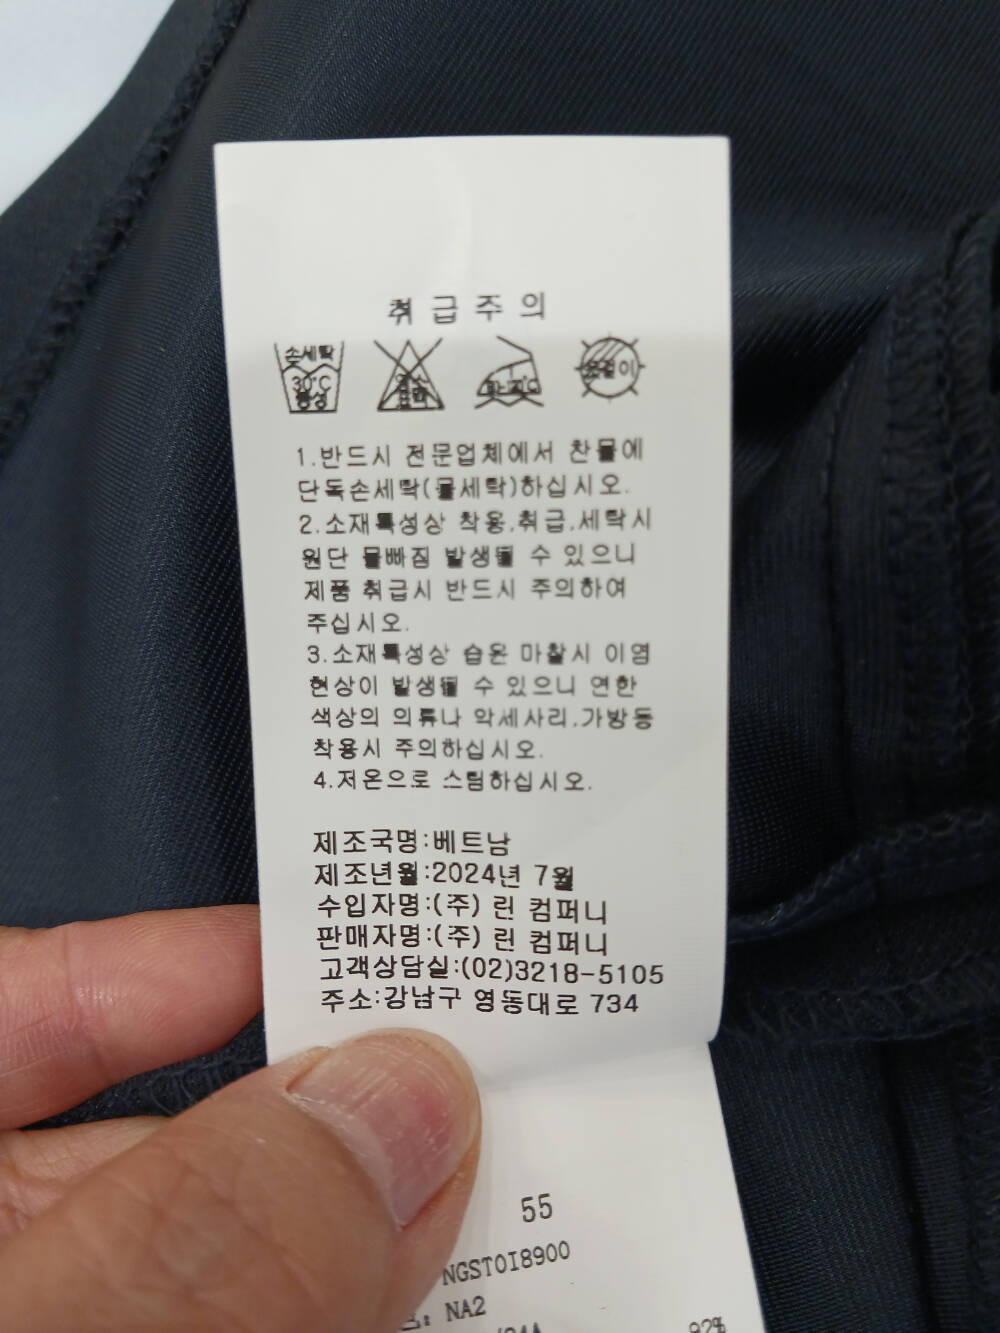 취급주의
손세탁
30°C
중성
옷걸이
1.반드시 전문업체에서 찬물에
단독손세탁(물세탁)하십시오.
2.소재특성상 착용,취급,세탁시
원단 물빠짐 발생될 수 있으니
제품 취급시 반드시 주의하여
주십시오.
3.소재특성상 습온 마찰시 이염
현상이 발생될 수 있으니 연한
색상의 의류나 악세사리,가방등
착용시 주의하십시오.
4.저온으로 스팀하십시오.
제조국명:베트남
제조년월:2024년 7월
수입자명:(주) 린 컴퍼니
판매자명:(주) 린 컴퍼니
고객상담실:(02)3218-5105
주소:강남구 영동대로 734
55
NGST0I8900
NA2
92%